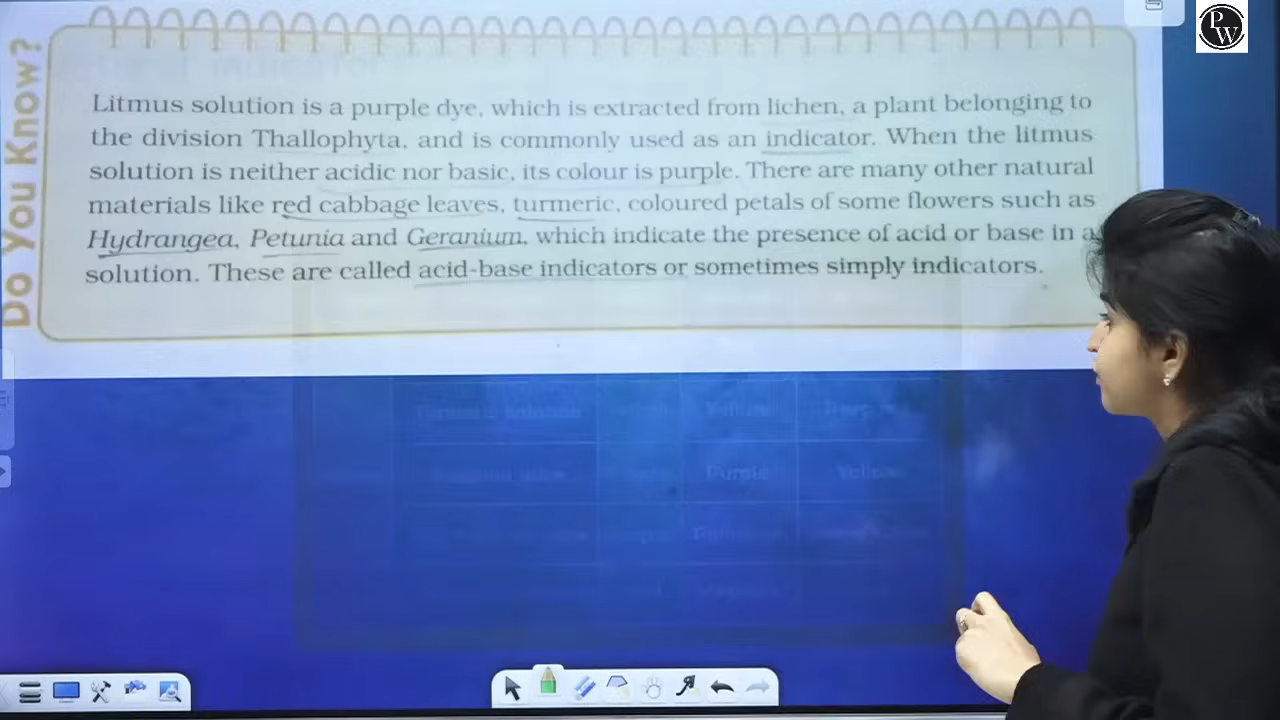 PW
Do You Know?
Litmus solution is a purple dye, which is extracted from lichen, a plant belonging to
the division Thallophyta, and is commonly used as an indicator. When the litmus
solution is neither acidic nor basic, its colour is purple. There are many other natural
materials like red cabbage leaves, turmeric, coloured petals of some flowers such as
Hydrangea, Petunia and Geranium, which indicate the presence of acid or base in a
solution. These are called acid-base indicators or sometimes simply indicators.
Yellow
Purple Yellow